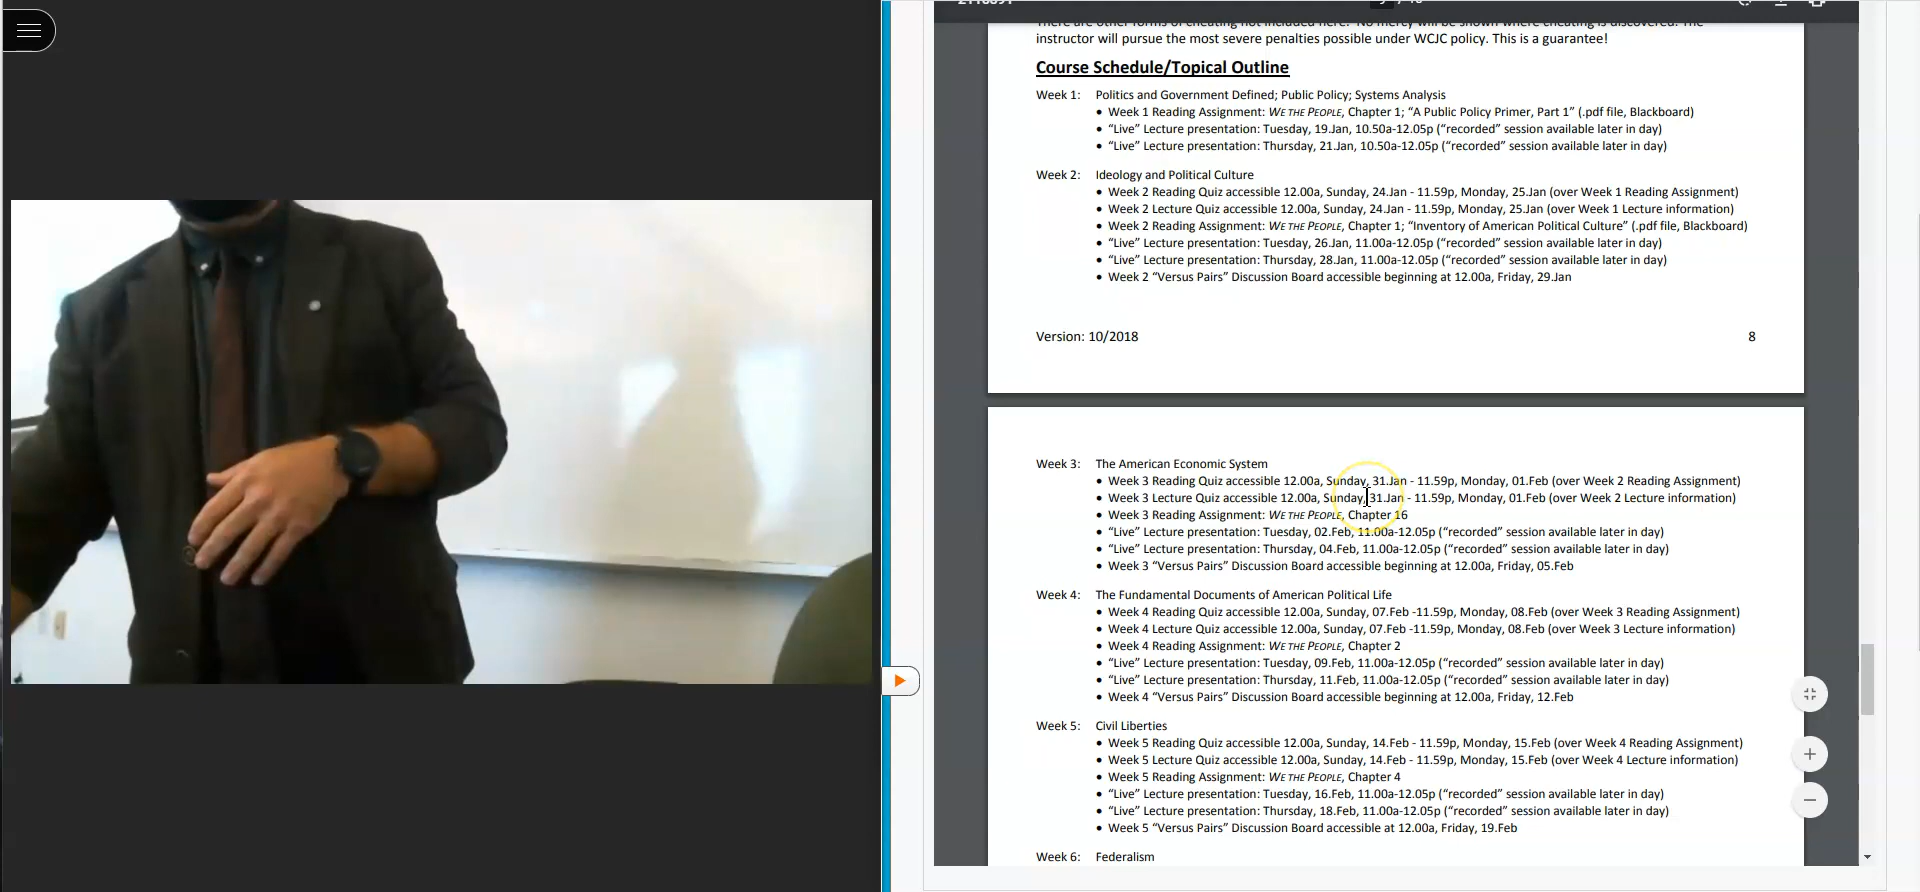 instructor will pursue the most severe penalties possible under WCJC policy. This is a guarantee!
Course Schedule/Topical Outline
Week 1: Politics and Government Defined; Public Policy; Systems Analysis
• Week 1 Reading Assignment: WE THE PEOPLE, Chapter 1; “A Public Policy Primer, Part 1” (.pdf file, Blackboard)
• “Live” Lecture presentation: Tuesday, 19.Jan, 10.50a-12.05p (“recorded” session available later in day)
• “Live” Lecture presentation: Thursday, 21.Jan, 10.50a-12.05p (“recorded” session available later in day)
Week 2: Ideology and Political Culture
• Week 2 Reading Quiz accessible 12.00a, Sunday, 24.Jan - 11.59p, Monday, 25.Jan (over Week 1 Reading Assignment)
• Week 2 Lecture Quiz accessible 12.00a, Sunday, 24.Jan - 11.59p, Monday, 25.Jan (over Week 1 Lecture information)
• Week 2 Reading Assignment: WE THE PEOPLE, Chapter 1; “Inventory of American Political Culture” (.pdf file, Blackboard)
• “Live” Lecture presentation: Tuesday, 26.Jan, 11.00a-12.05p (“recorded” session available later in day)
• “Live” Lecture presentation: Thursday, 28.Jan, 11.00a-12.05p (“recorded” session available later in day)
• Week 2 “Versus Pairs” Discussion Board accessible beginning at 12.00a, Friday, 29.Jan
Version: 10/2018 8
Week 3: The American Economic System
• Week 3 Reading Quiz accessible 12.00a, Sunday, 31.Jan - 11.59p, Monday, 01.Feb (over Week 2 Reading Assignment)
• Week 3 Lecture Quiz accessible 12.00a, Sunday, 31.Jan - 11.59p, Monday, 01.Feb (over Week 2 Lecture information)
• Week 3 Reading Assignment: WE THE PEOPLE, Chapter 16
• “Live” Lecture presentation: Tuesday, 02.Feb, 11.00a-12.05p (“recorded” session available later in day)
• “Live” Lecture presentation: Thursday, 04.Feb, 11.00a-12.05p (“recorded” session available later in day)
• Week 3 “Versus Pairs” Discussion Board accessible beginning at 12.00a, Friday, 05.Feb
Week 4: The Fundamental Documents of American Political Life
• Week 4 Reading Quiz accessible 12.00a, Sunday, 07.Feb -11.59p, Monday, 08.Feb (over Week 3 Reading Assignment)
• Week 4 Lecture Quiz accessible 12.00a, Sunday, 07.Feb -11.59p, Monday, 08.Feb (over Week 3 Lecture information)
• Week 4 Reading Assignment: WE THE PEOPLE, Chapter 2
• “Live” Lecture presentation: Tuesday, 09.Feb, 11.00a-12.05p (“recorded” session available later in day)
• “Live” Lecture presentation: Thursday, 11.Feb, 11.00a-12.05p (“recorded” session available later in day)
• Week 4 “Versus Pairs” Discussion Board accessible beginning at 12.00a, Friday, 12.Feb
Week 5: Civil Liberties
• Week 5 Reading Quiz accessible 12.00a, Sunday, 14.Feb - 11.59p, Monday, 15.Feb (over Week 4 Reading Assignment)
• Week 5 Lecture Quiz accessible 12.00a, Sunday, 14.Feb - 11.59p, Monday, 15.Feb (over Week 4 Lecture information)
• Week 5 Reading Assignment: WE THE PEOPLE, Chapter 4
• “Live” Lecture presentation: Tuesday, 16.Feb, 11.00a-12.05p (“recorded” session available later in day)
• “Live” Lecture presentation: Thursday, 18.Feb, 11.00a-12.05p (“recorded” session available later in day)
• Week 5 “Versus Pairs” Discussion Board accessible at 12.00a, Friday, 19.Feb
Week 6: Federalism